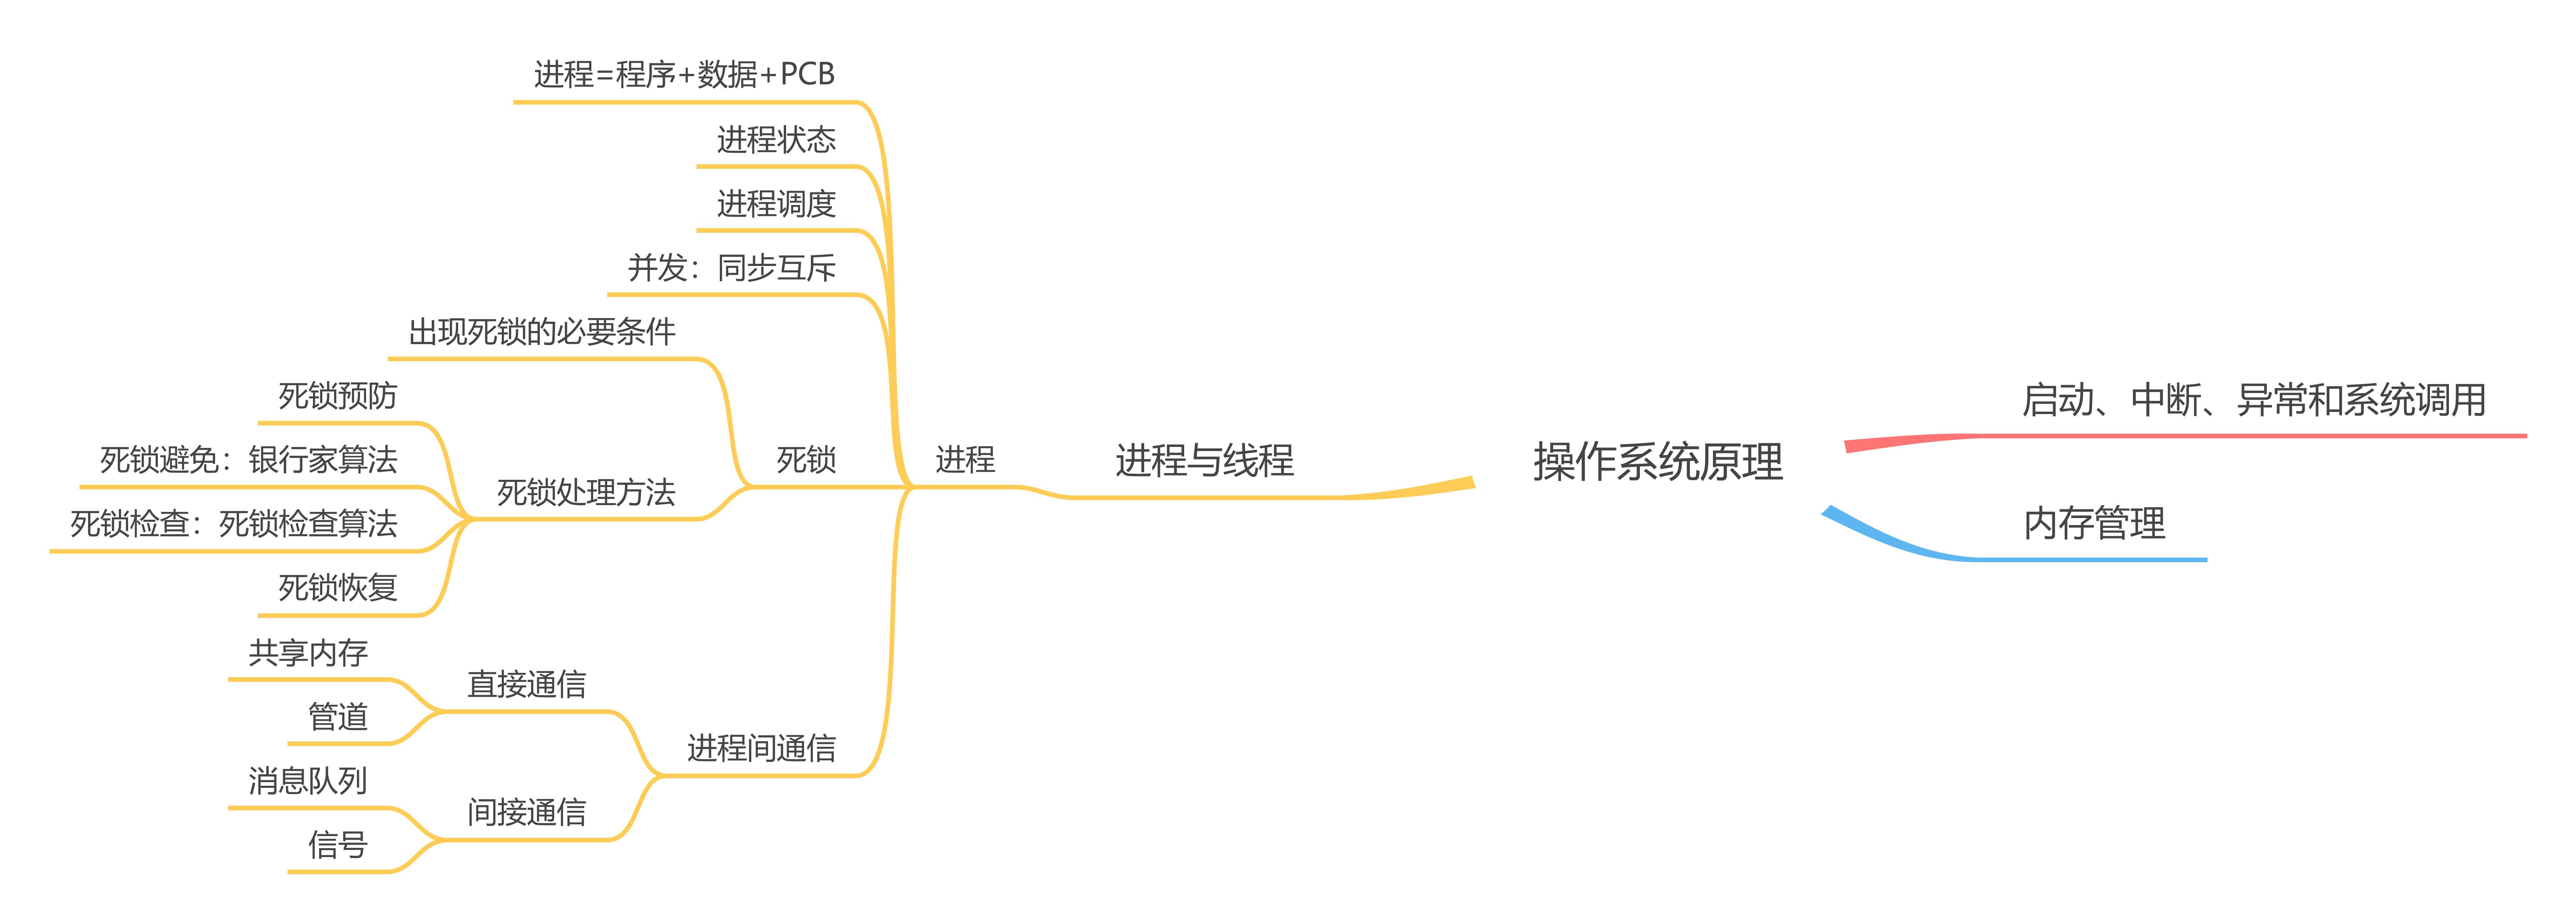 操作系统原理
启动、中断、异常和系统调用
内存管理
进程与线程
进程
进程=程序+数据+PCB
进程状态
进程调度
并发：同步互斥
死锁
出现死锁的必要条件
死锁处理方法
死锁预防
死锁避免：银行家算法
死锁检查：死锁检查算法
死锁恢复
进程间通信
直接通信
共享内存
管道
间接通信
消息队列
信号